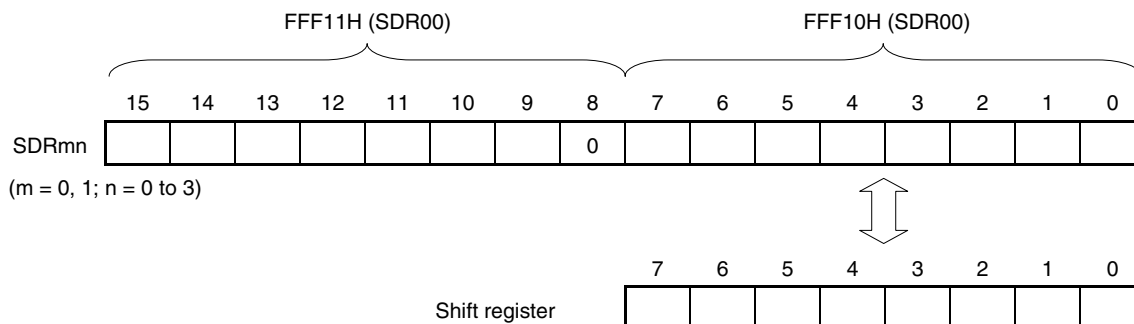 FFF11H (SDR00) FFF10H (SDR00)
15 14 13 12 11 10 9 8 7 6 5 4 3 2 1 0
SDRmn 0
(m = 0, 1; n = 0 to 3)
7 6 5 4 3 2 1 0
Shift register